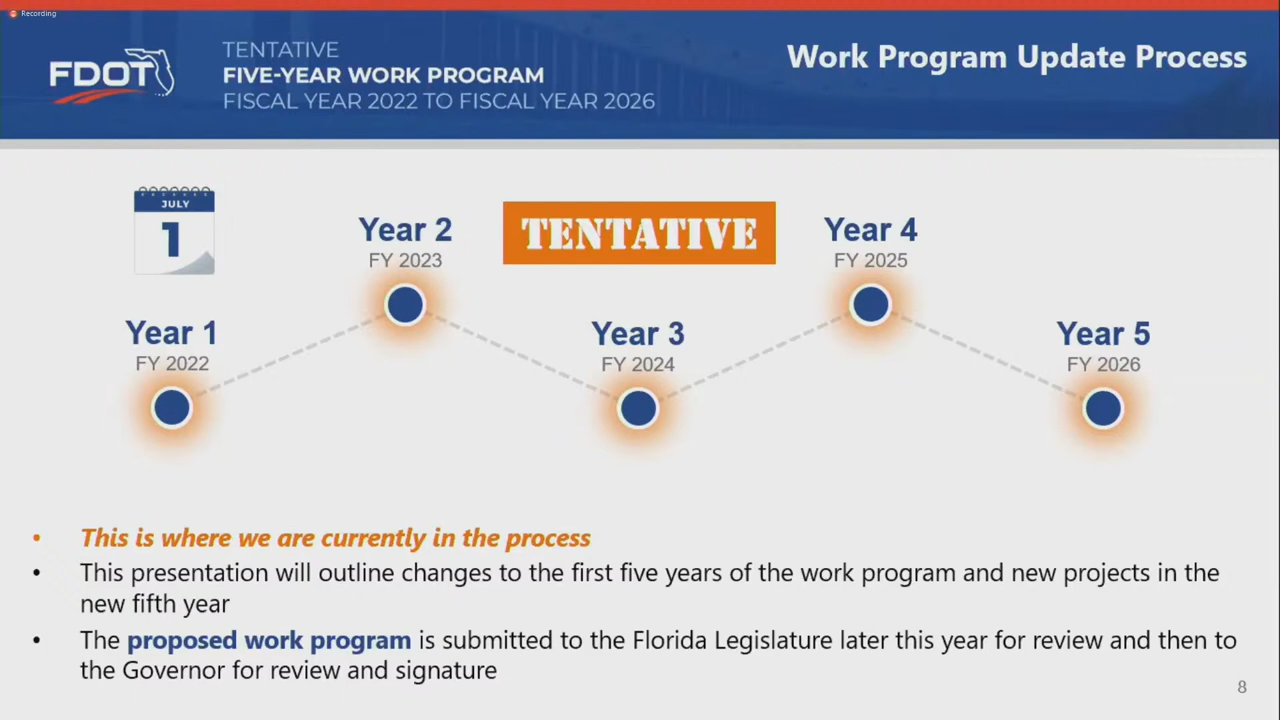 Recording
FDOT
TENTATIVE
FIVE-YEAR WORK PROGRAM
FISCAL YEAR 2022 TO FISCAL YEAR 2026
Work Program Update Process
JULY
1
Year 1
FY 2022
Year 2
FY 2023
TENTATIVE
Year 3
FY 2024
Year 4
FY 2025
Year 5
FY 2026
• This is where we are currently in the process
• This presentation will outline changes to the first five years of the work program and new projects in the
new fifth year
• The proposed work program is submitted to the Florida Legislature later this year for review and then to
the Governor for review and signature
8